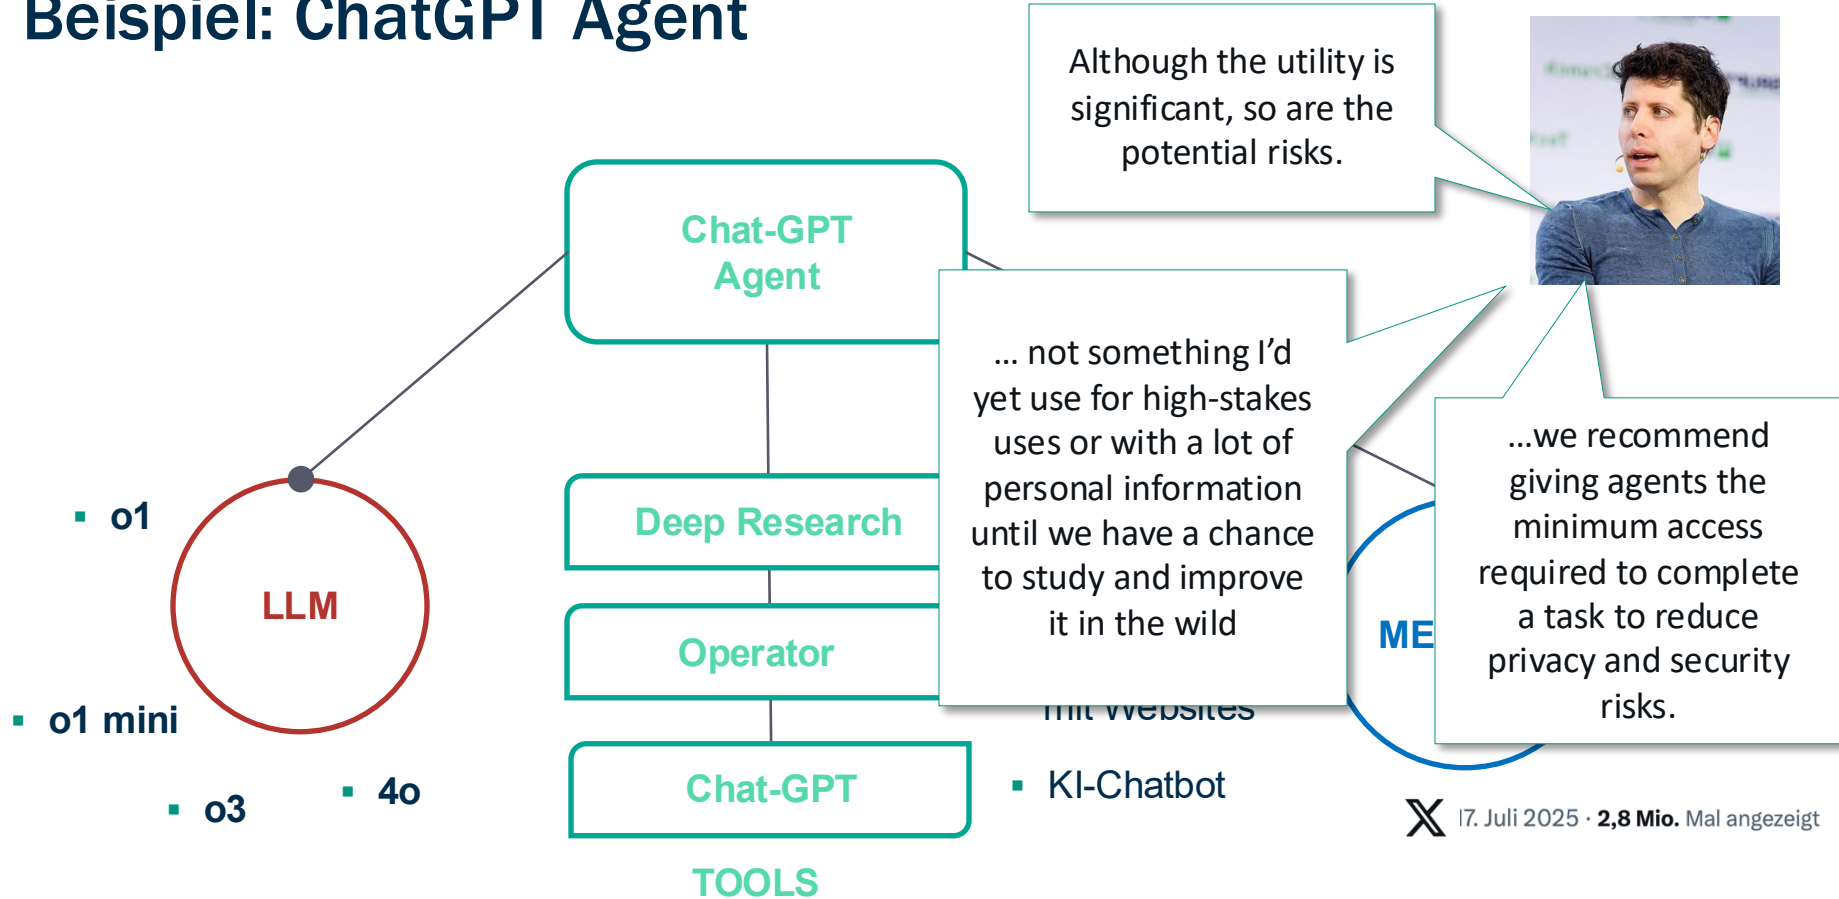 Beispiel: ChatGPT Agent
Although the utility is
significant, so are the
potential risks.
Chat-GPT
Agent
… not something I’d
yet use for high-stakes
uses or with a lot of
personal information
until we have a chance
to study and improve
it in the wild
…we recommend
giving agents the
minimum access
required to complete
a task to reduce
privacy and security
risks.
▪ o1
LLM
▪ o1 mini
▪ o3
▪ 4o
Deep Research
Operator
Chat-GPT
TOOLS
mit Websites
▪ KI-Chatbot
ME
17. Juli 2025 · 2,8 Mio. Mal angezeigt